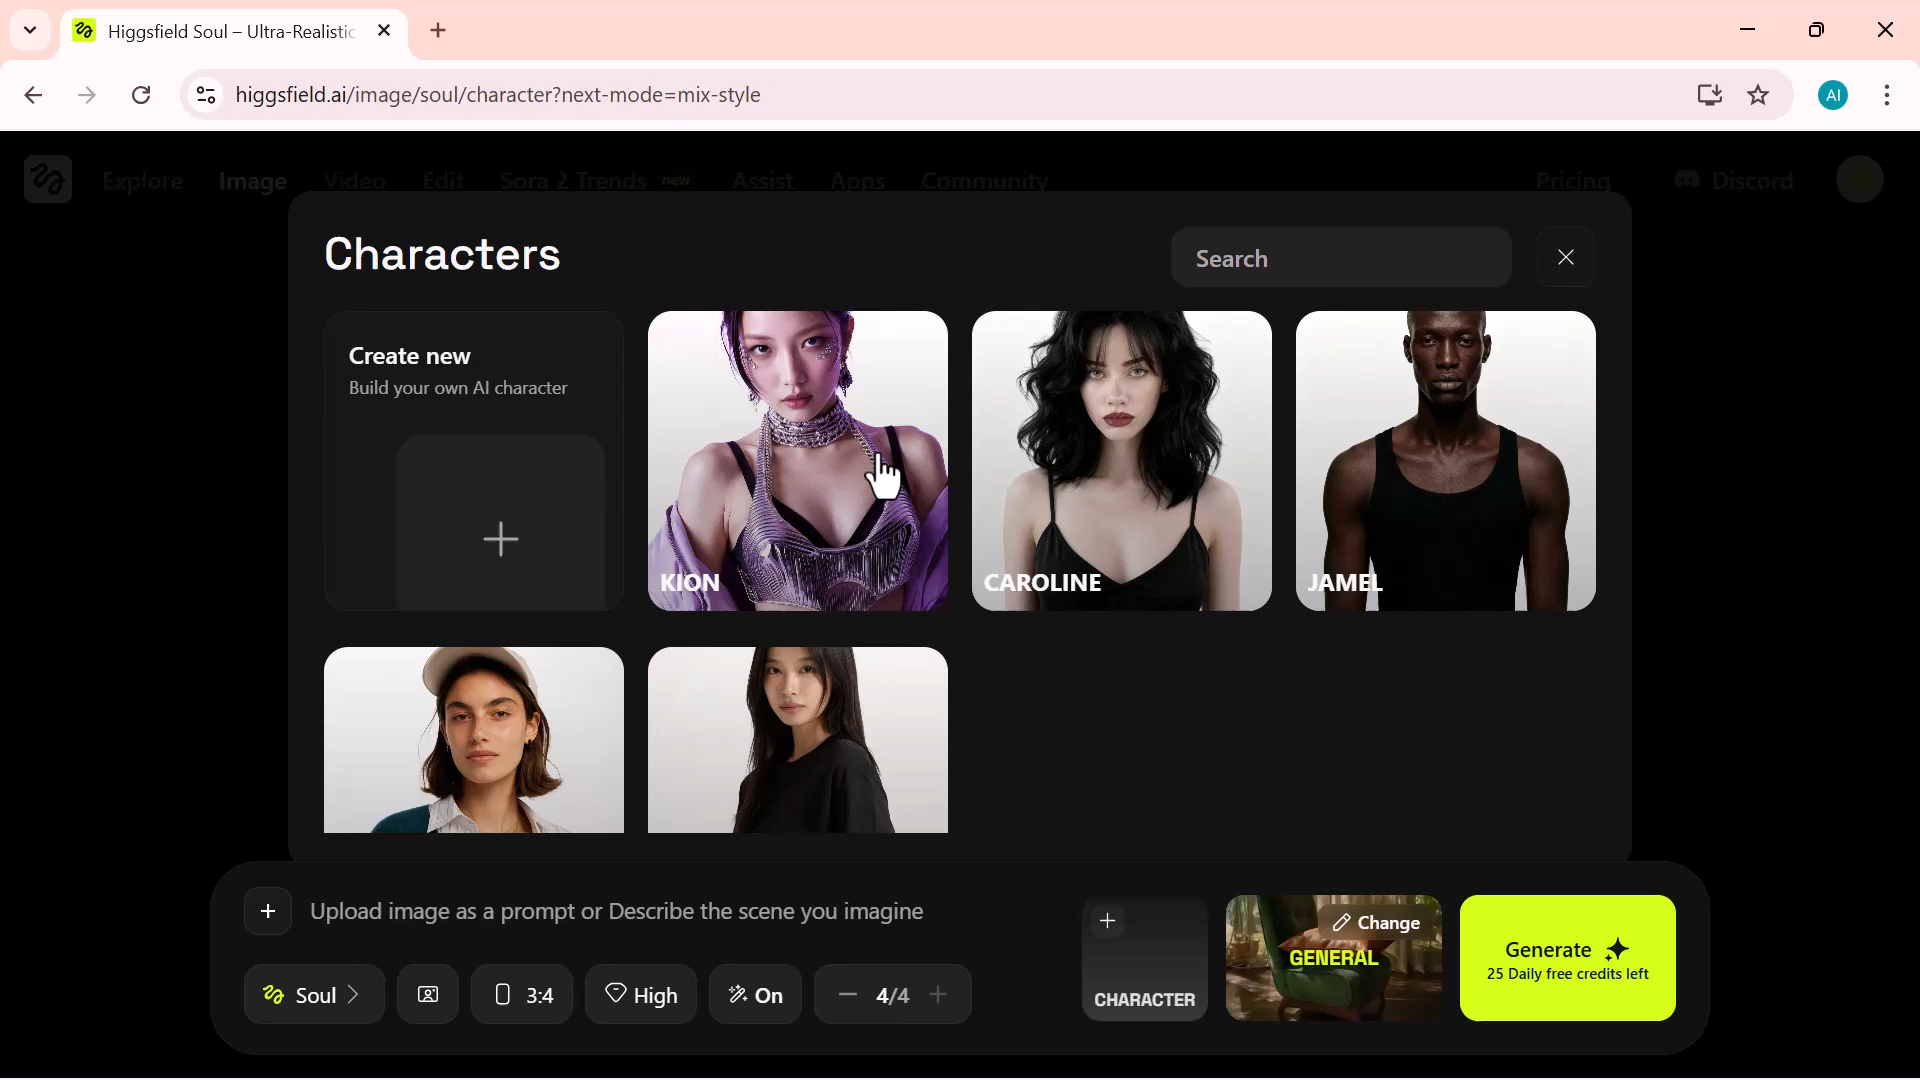 Higgsfield Soul – Ultra-Realistic
higgsfield.ai/image/soul/character?next-mode=mix-style
AI
Explore Image Video Edit Sora 2 Trends new Assist Apps Community Pricing Discord
Characters
Search
Create new
Build your own AI character
KION
CAROLINE
JAMEL
Upload image as a prompt or Describe the scene you imagine
Soul
3:4
High
On
4/4
CHARACTER
Change
GENERAL
Generate
25 Daily free credits left